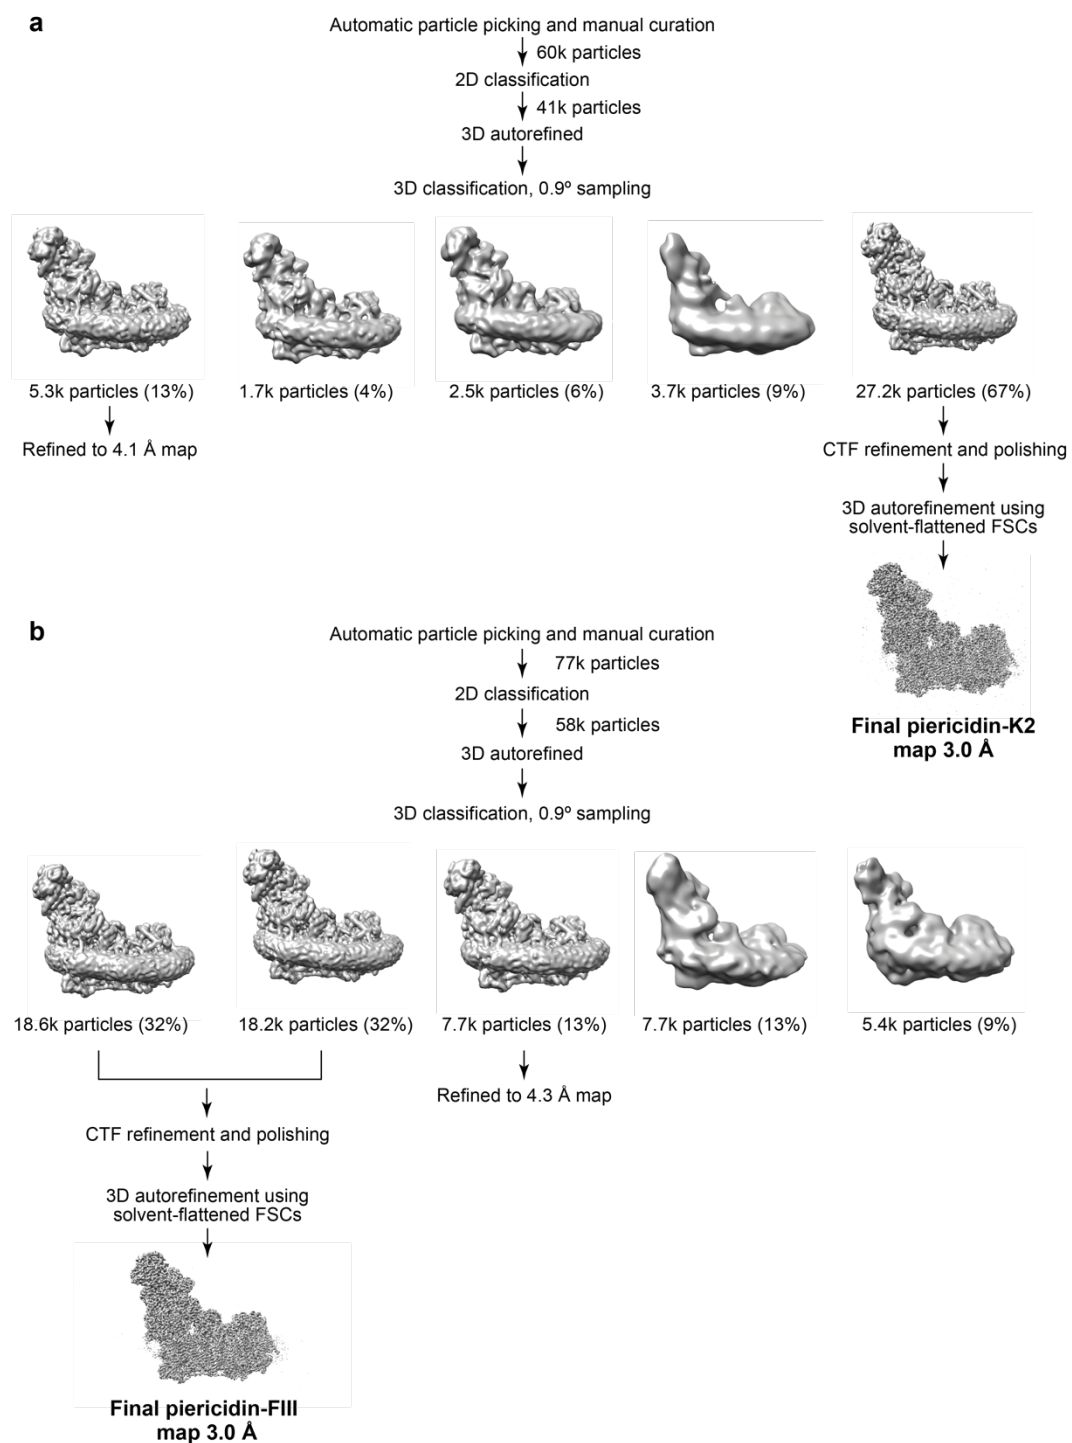 a
Automatic particle picking and manual curation
60k particles
2D classification
41k particles
3D autorefined
3D classification, 0.9º sampling
5.3k particles (13%)
1.7k particles (4%)
2.5k particles (6%)
3.7k particles (9%)
27.2k particles (67%)
Refined to 4.1 Å map
CTF refinement and polishing
3D autorefinement using
solvent-flattened FSCs
Final piericidin-K2
map 3.0 Å
b
Automatic particle picking and manual curation
77k particles
2D classification
58k particles
3D autorefined
3D classification, 0.9º sampling
18.6k particles (32%)
18.2k particles (32%)
7.7k particles (13%)
7.7k particles (13%)
5.4k particles (9%)
Refined to 4.3 Å map
CTF refinement and polishing
3D autorefinement using
solvent-flattened FSCs
Final piericidin-FIII
map 3.0 Å